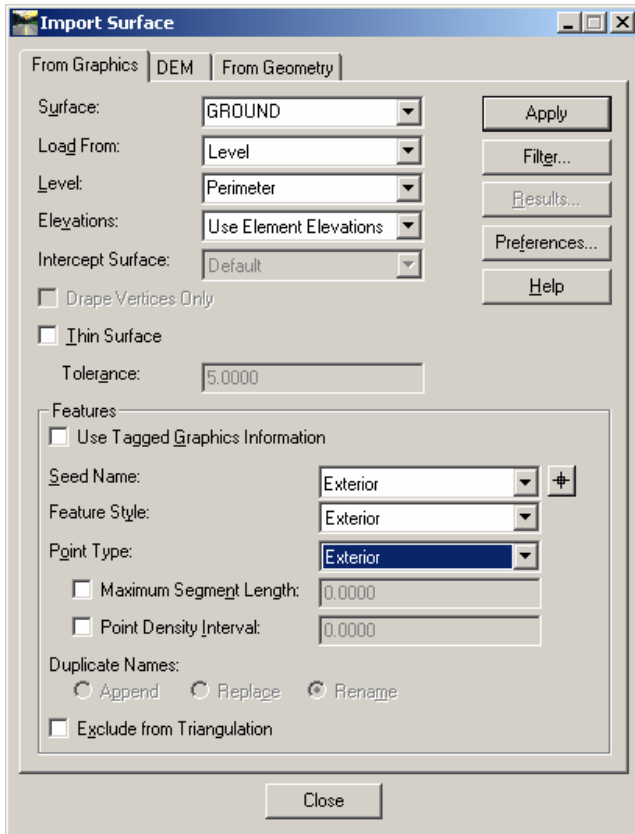 Import Surface
From Graphics DEM From Geometry
Surface: GROUND Apply
Load From: Level Filter...
Level: Perimeter Results...
Elevations: Use Element Elevations Preferences...
Intercept Surface: Default Help
Drape Vertices Only
Thin Surface
Tolerance: 5.0000
Features
Use Tagged Graphics Information
Seed Name: Exterior
Feature Style: Exterior
Point Type: Exterior
Maximum Segment Length: 0.0000
Point Density Interval: 0.0000
Duplicate Names:
Append Replace Rename
Exclude from Triangulation
Close